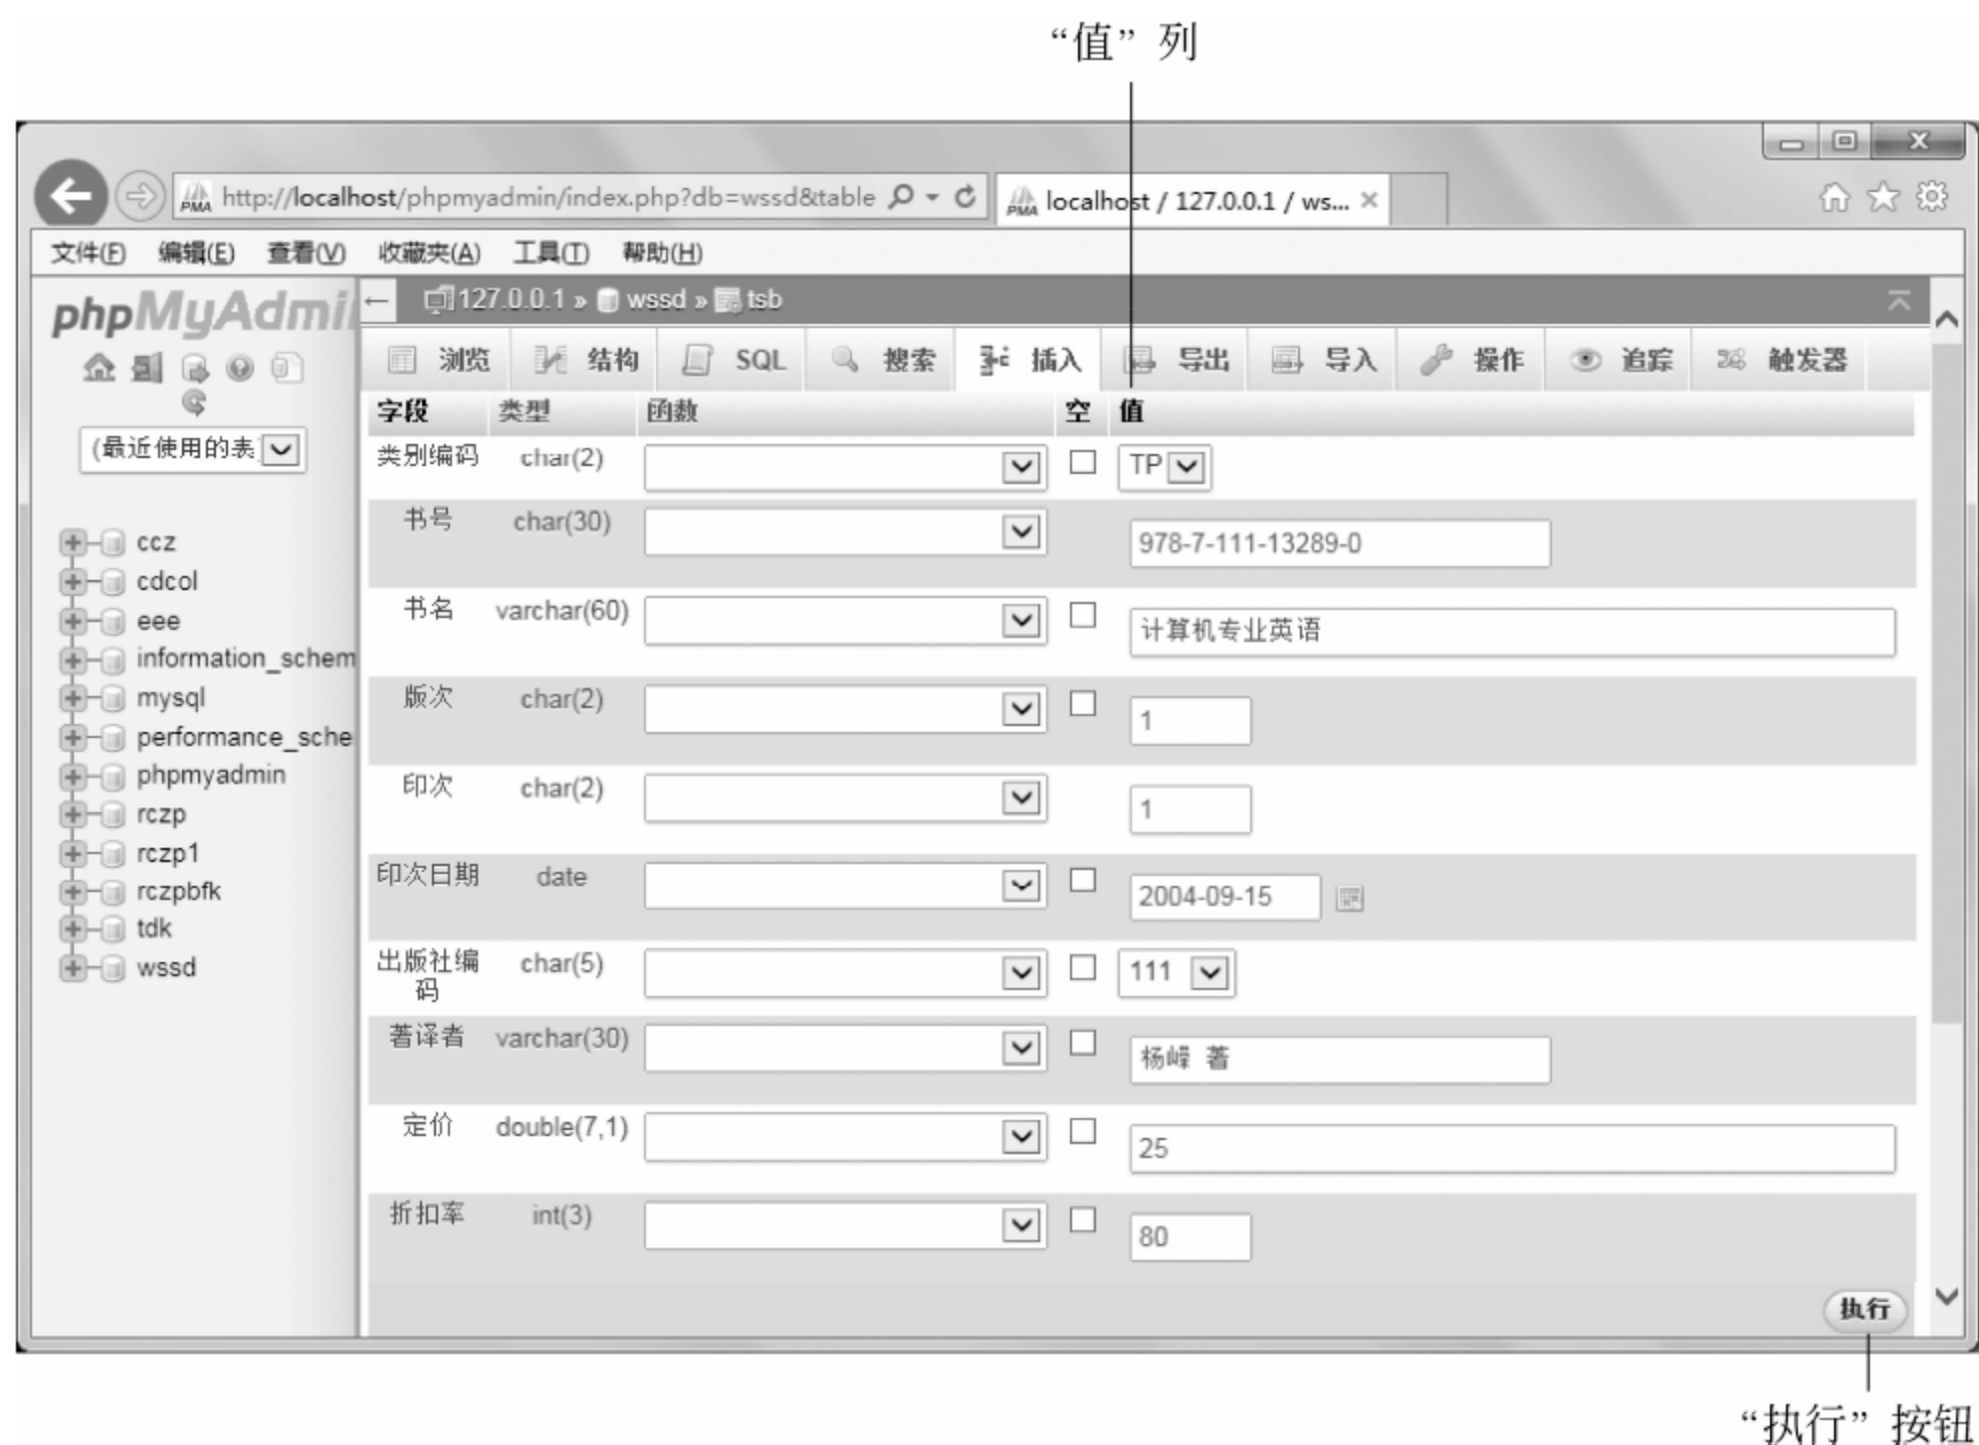 “值” 列
http://localhost/phpmyadmin/index.php?db=wssd&table
localhost / 127.0.0.1 / ws...
文件(F) 编辑(E) 查看(V) 收藏夹(A) 工具(T) 帮助(H)
phpMyAdmi
127.0.0.1 » wssd » tsb
浏览 结构 SQL 搜索 插入 导出 导入 操作 追踪 触发器
(最近使用的表
ccz
cdcol
eee
information_schem
mysql
performance_sche
phpmyadmin
rczp
rczp1
rczpbfk
tdk
wssd
字段 类型 函数 空 值
类别编码 char(2) TP
书号 char(30) 978-7-111-13289-0
书名 varchar(60) 计算机专业英语
版次 char(2) 1
印次 char(2) 1
印次日期 date 2004-09-15
出版社编 char(5) 111
码
著译者 varchar(30) 杨嵘 著
定价 double(7,1) 25
折扣率 int(3) 80
执行
“执行” 按钮